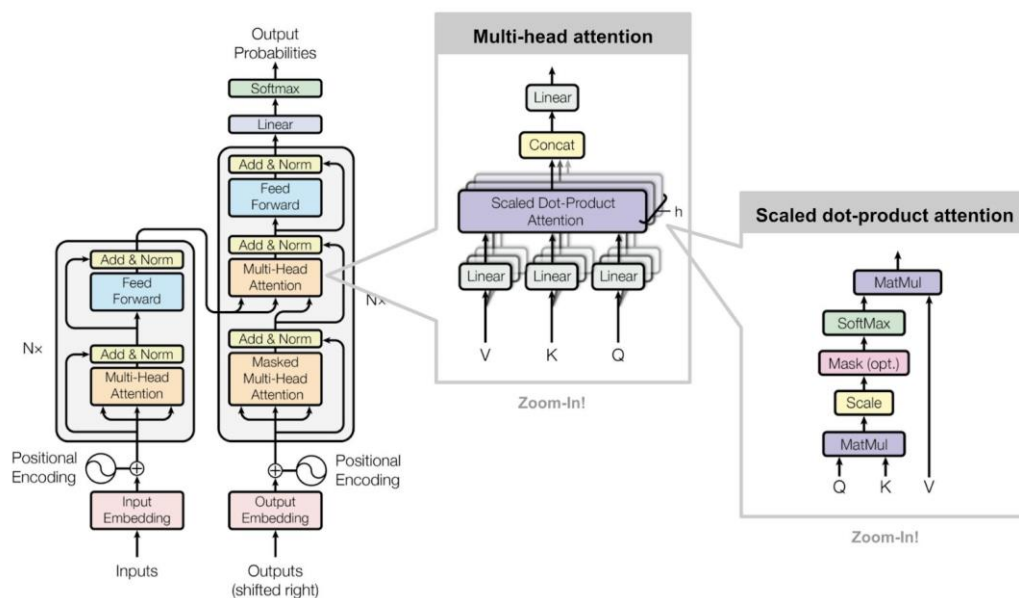 Output
Probabilities
Softmax
Linear
Add & Norm
Feed
Forward
Add & Norm
Multi-Head
Attention
Nx
Add & Norm
Masked
Multi-Head
Attention
Add & Norm
Feed
Forward
Nx
Add & Norm
Multi-Head
Attention
Positional
Encoding
Positional
Encoding
Input
Embedding
Output
Embedding
Inputs
Outputs
(shifted right)
Multi-head attention
Linear
Concat
Scaled Dot-Product
Attention
h
Linear
Linear
Linear
V
K
Q
Zoom-In!
Scaled dot-product attention
MatMul
SoftMax
Mask (opt.)
Scale
MatMul
Q
K
V
Zoom-In!